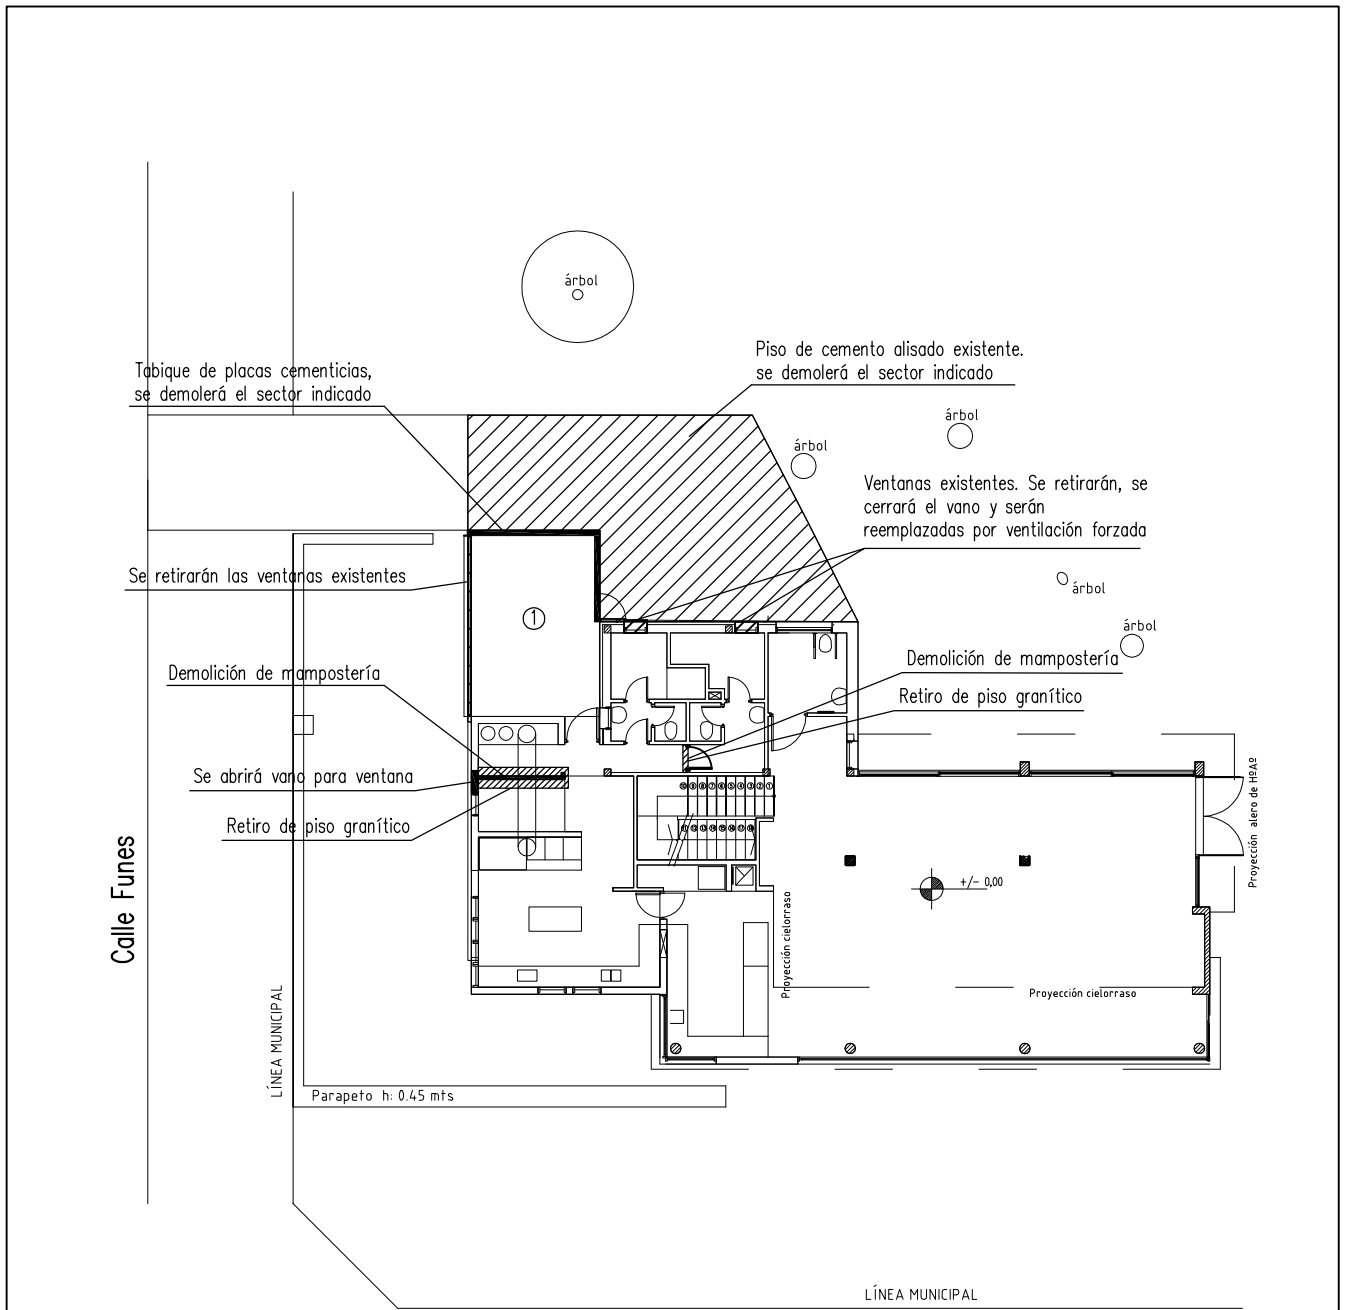 árbol
Tabique de placas cementicias,
se demolerá el sector indicado
Piso de cemento alisado existente.
se demolerá el sector indicado
árbol
árbol
Ventanas existentes. Se retirarán, se
cerrará el vano y serán
reemplazadas por ventilación forzada
Se retirarán las ventanas existentes
árbol
1
árbol
Demolición de mampostería
Demolición de mampostería
Retiro de piso granítico
Se abrirá vano para ventana
Retiro de piso granítico
Calle Funes
+/- 0,00
Proyección alero de HºAº
Proyección cielorraso
Proyección cielorraso
LÍNEA MUNICIPAL
Parapeto h: 0.45 mts
LÍNEA MUNICIPAL